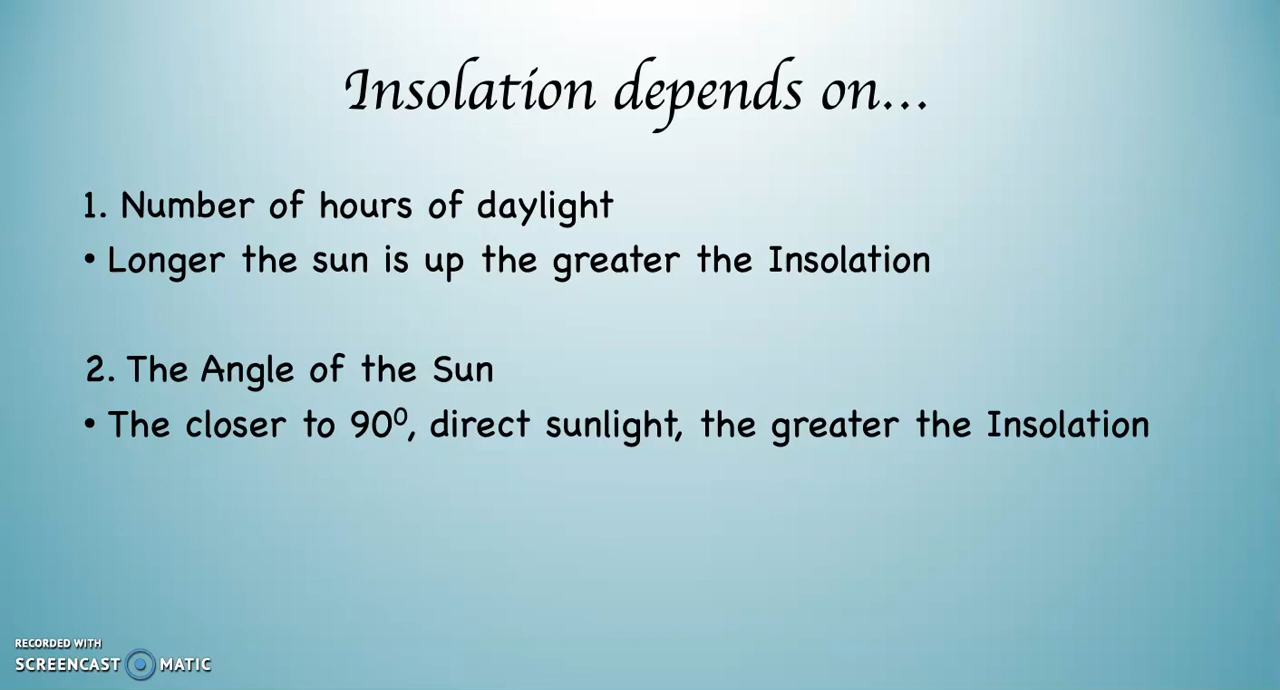 Insolation depends on...
1. Number of hours of daylight
• Longer the sun is up the greater the Insolation
2. The Angle of the Sun
• The closer to 90⁰, direct sunlight, the greater the Insolation
RECORDED WITH
SCREENCAST MATIC